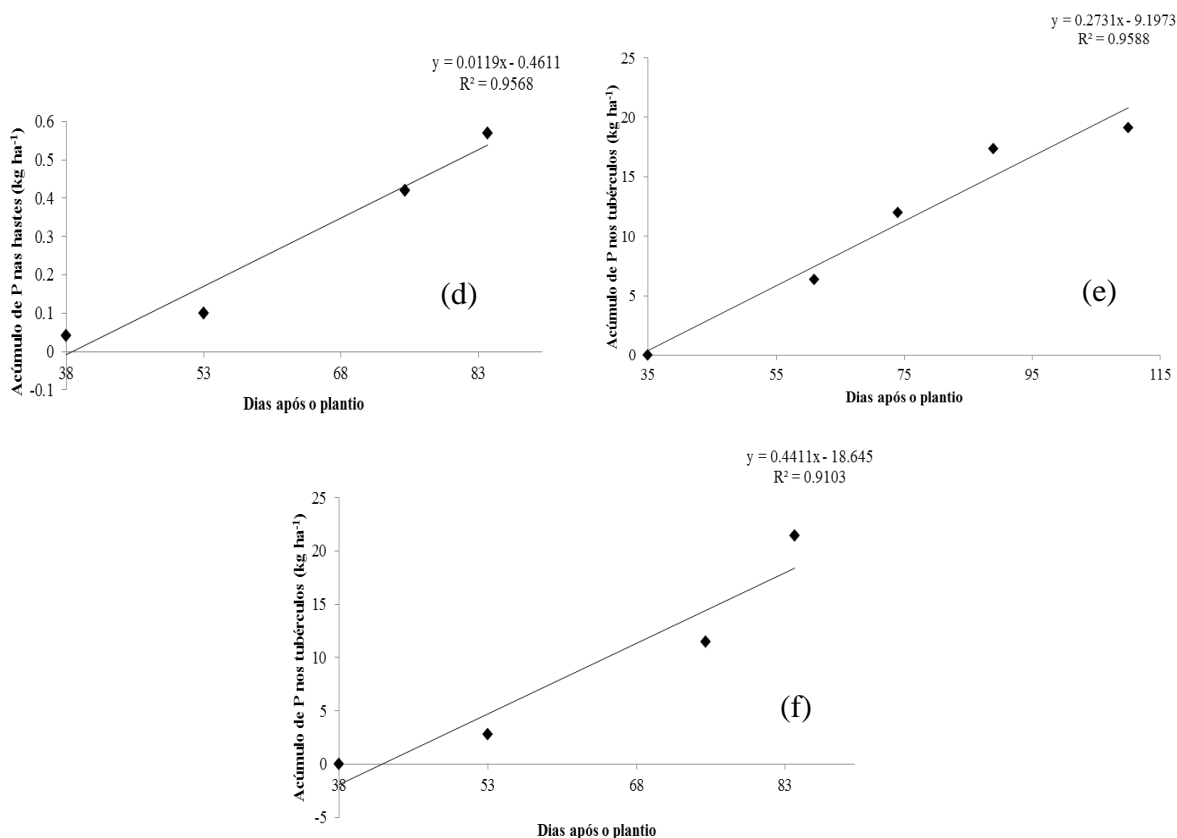 y = 0.0119x - 0.4611
R² = 0.9568
Acúmulo de P nas hastes (kg ha⁻¹)
0.6
0.5
0.4
0.3
0.2
0.1
0
-0.1
38
53
68
83
(d)
Dias após o plantio
y = 0.2731x - 9.1973
R² = 0.9588
Acúmulo de P nos tubérculos (kg ha⁻¹)
25
20
15
10
5
0
35
55
75
95
115
(e)
Dias após o plantio
y = 0.4411x - 18.645
R² = 0.9103
Acúmulo de P nos tubérculos (kg ha⁻¹)
25
20
15
10
5
0
-5
38
53
68
83
(f)
Dias após o plantio